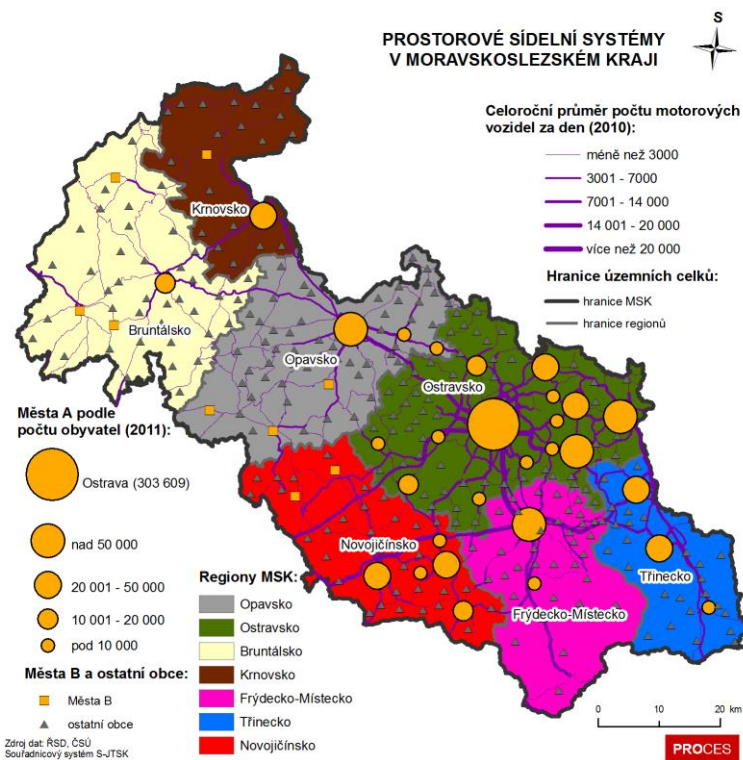 S
PROSTOROVÉ SÍDELNÍ SYSTÉMY
V MORAVSKOSLEZSKÉM KRAJI
Celoroční průměr počtu motorových
vozidel za den (2010):
méně než 3000
3001 - 7000
7001 - 14 000
14 001 - 20 000
více než 20 000
Hranice územních celků:
hranice MSK
hranice regionů
Krnovsko
Bruntálsko
Opavsko
Ostravsko
Novojičínsko
Třinecko
Frýdecko-Místecko
Města A podle
počtu obyvatel (2011):
Ostrava (303 609)
nad 50 000
20 001 - 50 000
10 001 - 20 000
pod 10 000
Města B a ostatní obce:
Města B
ostatní obce
Regiony MSK:
Opavsko
Ostravsko
Bruntálsko
Krnovsko
Frýdecko-Místecko
Třinecko
Novojičínsko
0 10 20 km
Zdroj dat: ŘSD, ČSÚ
Souřadnicový systém S-JTSK
PROCES